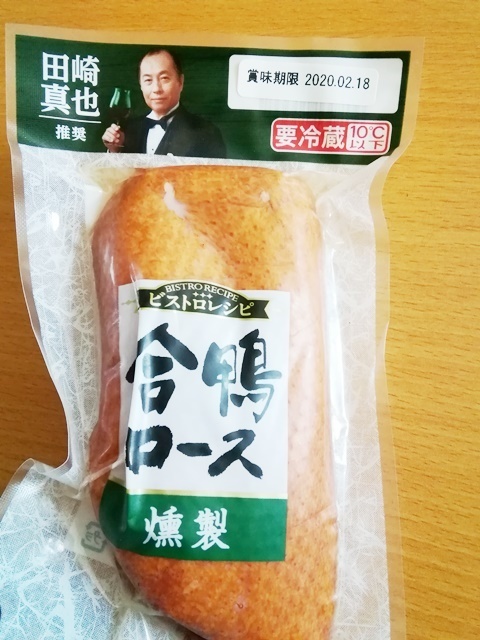 田崎
真也
推奨
賞味期限 2020.02.18
要冷蔵 10℃以下
BISTRO RECIPE
ビストロレシピ
合鴨
ロース
燻製